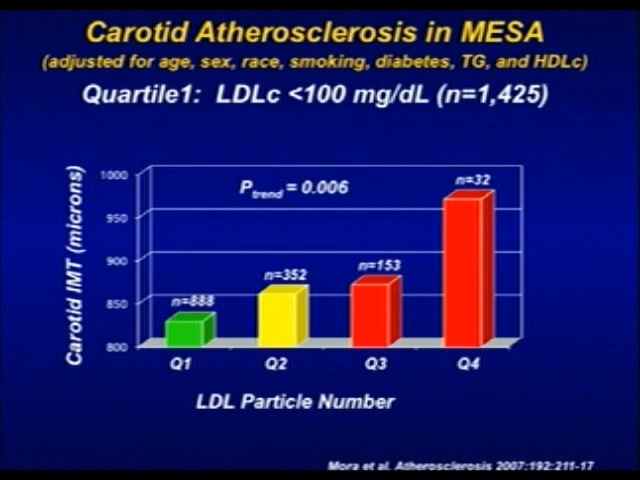 Carotid Atherosclerosis in MESA
(adjusted for age, sex, race, smoking, diabetes, TG, and HDLc)
Quartile1: LDLc <100 mg/dL (n=1,425)
Carotid IMT (microns)
1000
950
900
850
800
Ptrend = 0.006
n=888
n=352
n=153
n=32
Q1 Q2 Q3 Q4
LDL Particle Number
Mora et al. Atherosclerosis 2007:192:211-17